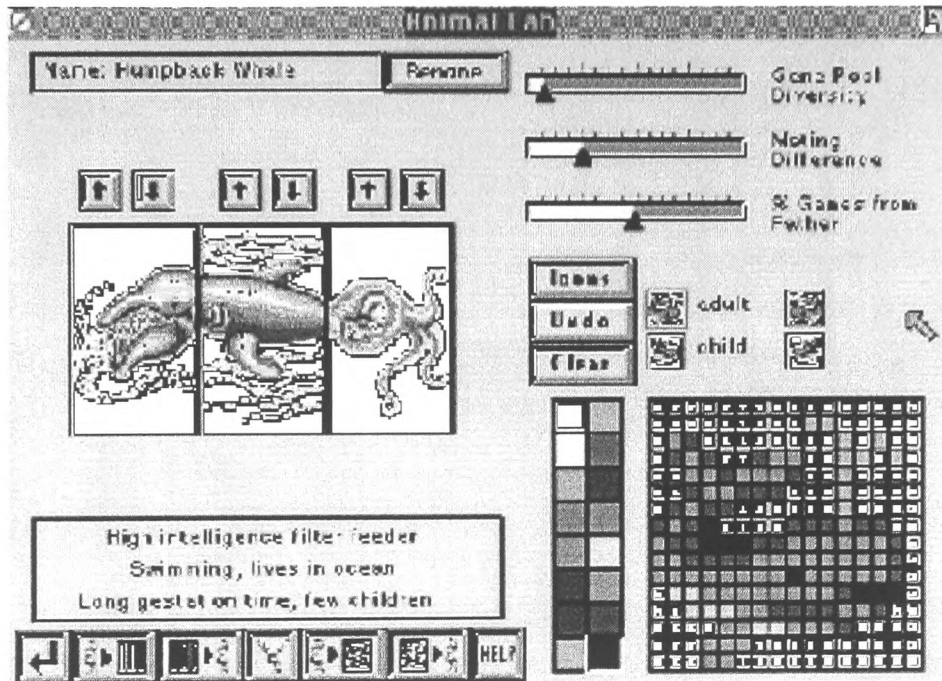 Animal Lab
Name: Humpback Whale
Rename
Gene Pool
Diversity
Mating
Difference
% Genes from
Father
Icons
Undo
Clear
adult
child
High intelligence filter feeder
Swimming, lives in ocean
Long gestation time, few children
HELP